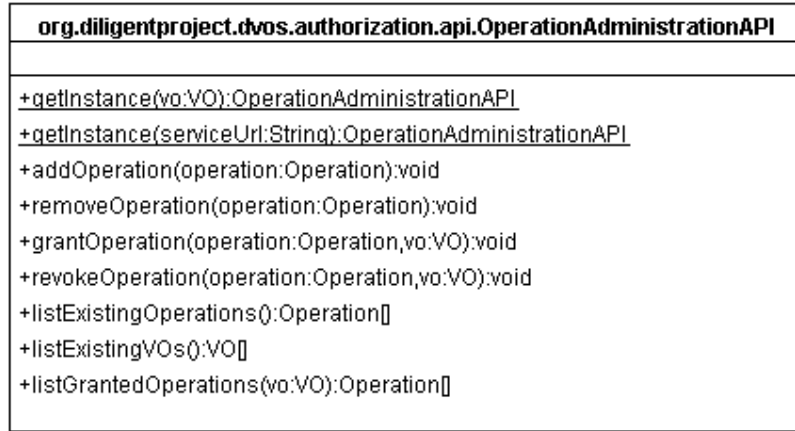 org.diligentproject.dvos.authorization.api.OperationAdministrationAPI
+getInstance(vo:VO):OperationAdministrationAPI
+getInstance(serviceUrl:String):OperationAdministrationAPI
+addOperation(operation:Operation):void
+removeOperation(operation:Operation):void
+grantOperation(operation:Operation,vo:VO):void
+revokeOperation(operation:Operation,vo:VO):void
+listExistingOperations():Operation[]
+listExistingVOs():VO[]
+listGrantedOperations(vo:VO):Operation[]